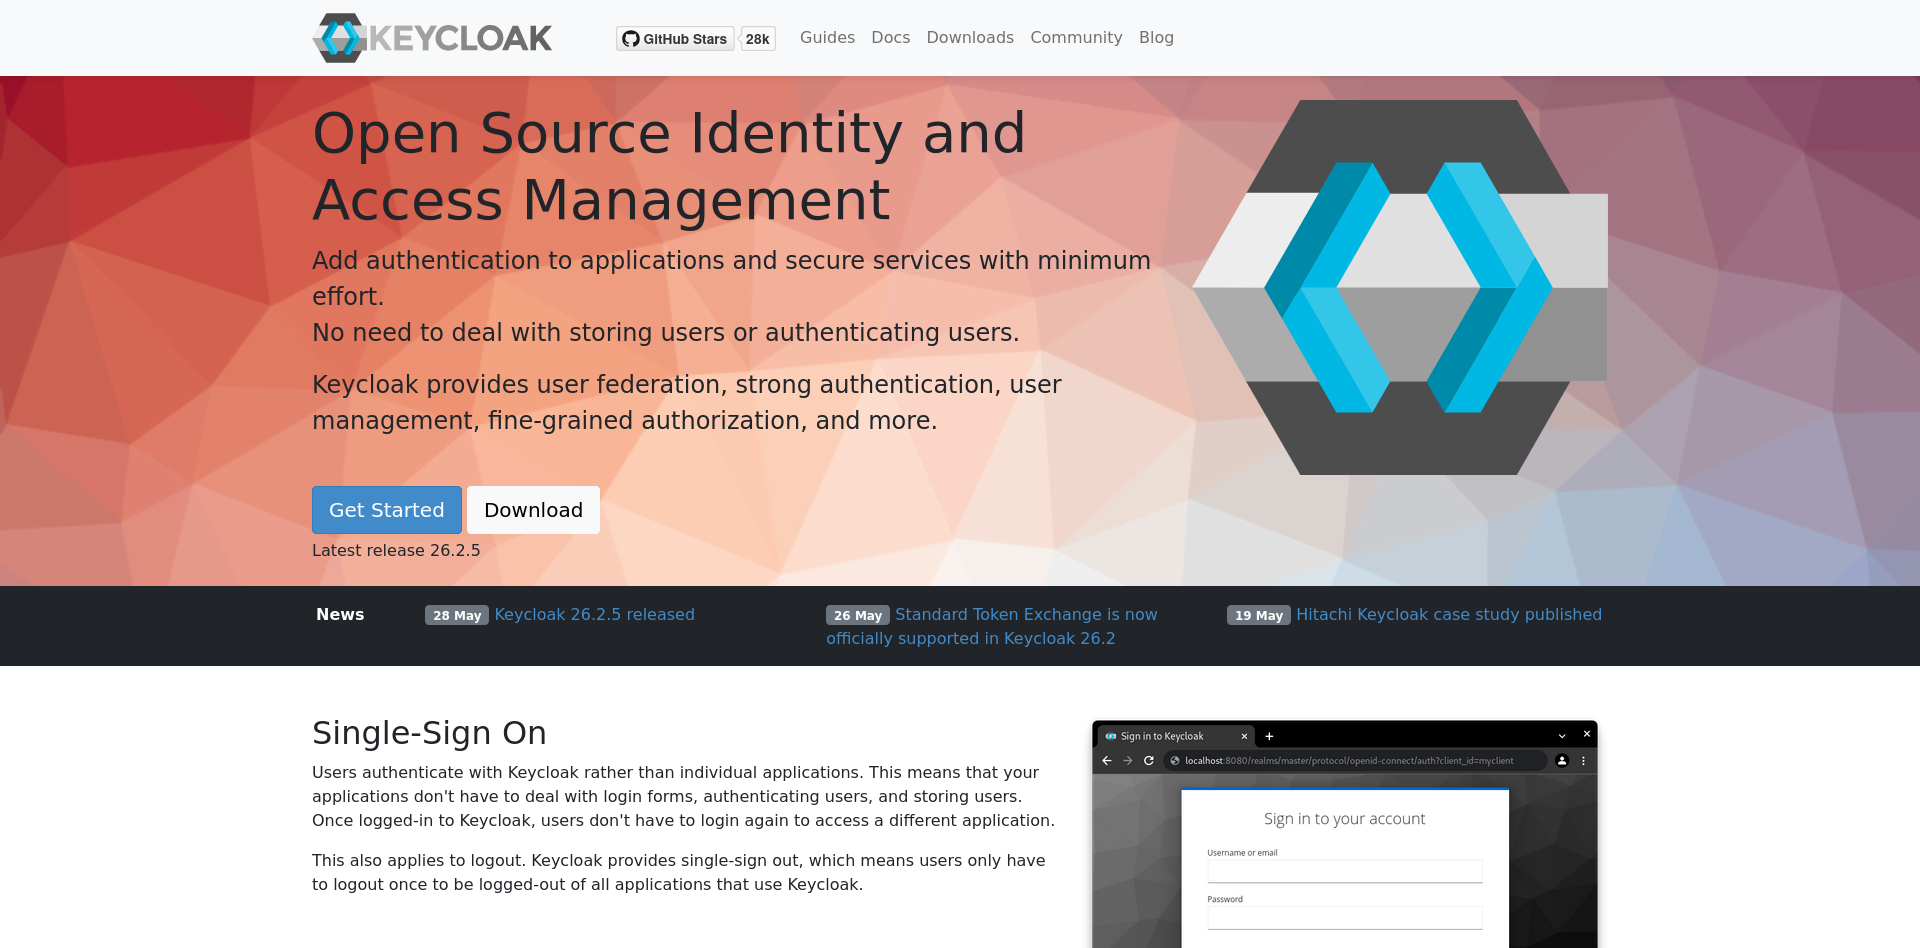 KEYCLOAK
GitHub Stars
28k
Guides
Docs
Downloads
Community
Blog
Open Source Identity and
Access Management
Add authentication to applications and secure services with minimum
effort.
No need to deal with storing users or authenticating users.
Keycloak provides user federation, strong authentication, user
management, fine-grained authorization, and more.
Get Started
Download
Latest release 26.2.5
News
28 May Keycloak 26.2.5 released
26 May Standard Token Exchange is now
officially supported in Keycloak 26.2
19 May Hitachi Keycloak case study published
Single-Sign On
Users authenticate with Keycloak rather than individual applications. This means that your
applications don't have to deal with login forms, authenticating users, and storing users.
Once logged-in to Keycloak, users don't have to login again to access a different application.
This also applies to logout. Keycloak provides single-sign out, which means users only have
to logout once to be logged-out of all applications that use Keycloak.
Sign in to Keycloak
localhost:8080/realms/master/protocol/openid-connect/auth?client_id=myclient
Sign in to your account
Username or email
Password